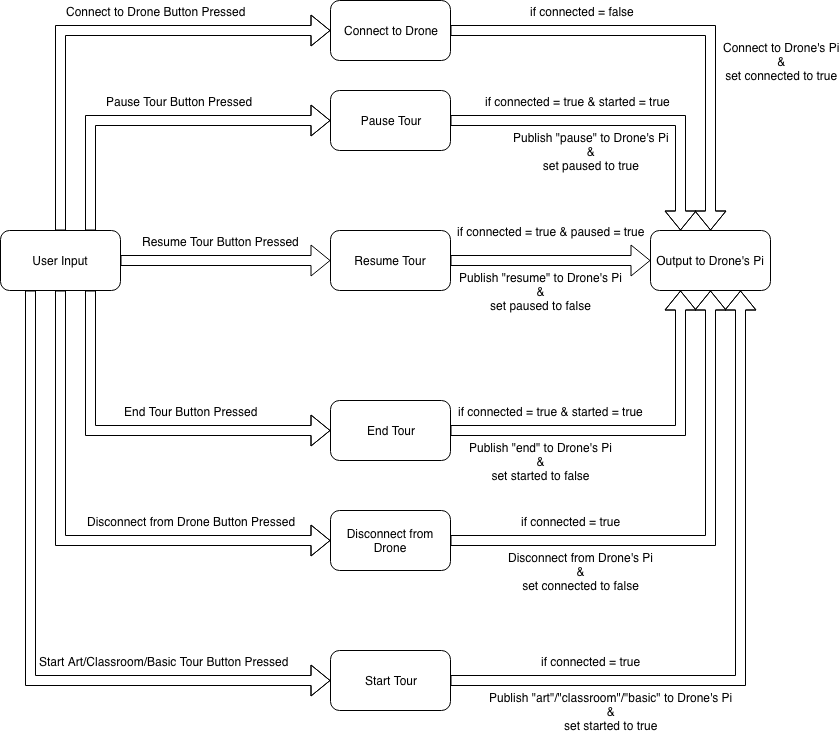 Connect to Drone Button Pressed
Connect to Drone
if connected = false
Connect to Drone's Pi
&
set connected to true
Pause Tour Button Pressed
Pause Tour
if connected = true & started = true
Publish "pause" to Drone's Pi
&
set paused to true
User Input
Resume Tour Button Pressed
Resume Tour
if connected = true & paused = true
Publish "resume" to Drone's Pi
&
set paused to false
Output to Drone's Pi
End Tour Button Pressed
End Tour
if connected = true & started = true
Publish "end" to Drone's Pi
&
set started to false
Disconnect from Drone Button Pressed
Disconnect from
Drone
if connected = true
Disconnect from Drone's Pi
&
set connected to false
Start Art/Classroom/Basic Tour Button Pressed
Start Tour
if connected = true
Publish "art"/"classroom"/"basic" to Drone's Pi
&
set started to true